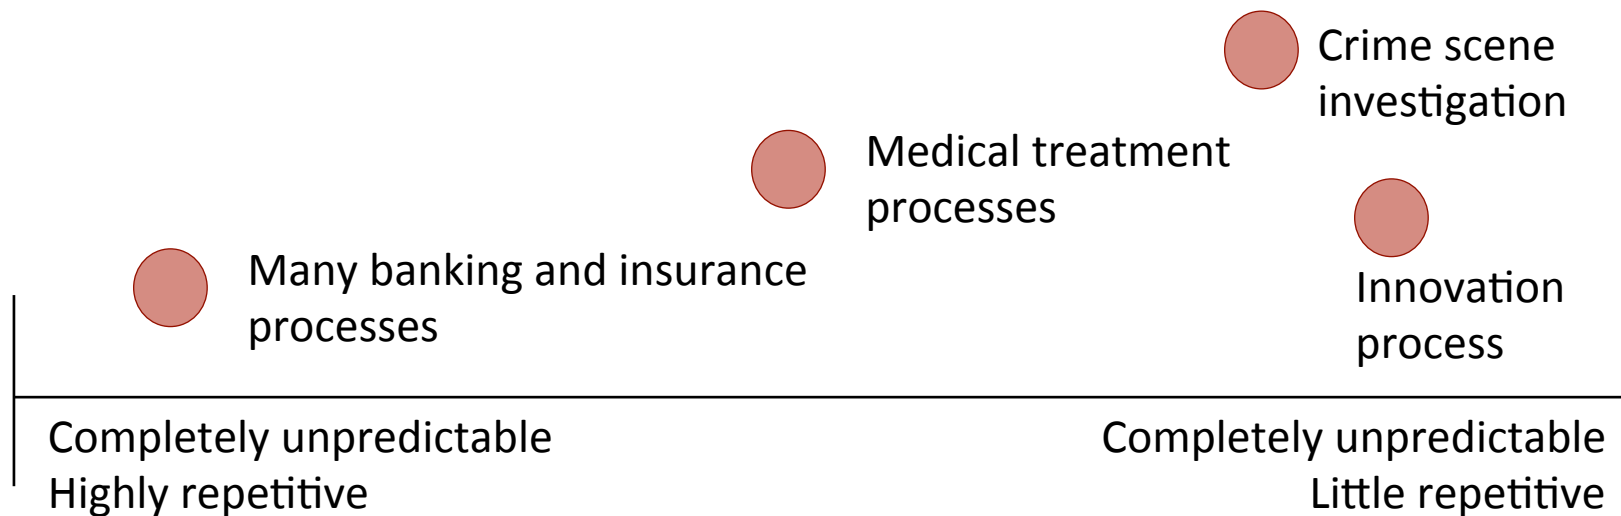 Crime scene
investigation
Medical treatment
processes
Many banking and insurance
processes
Innovation
process
Completely unpredictable
Highly repetitive
Completely unpredictable
Little repetitive